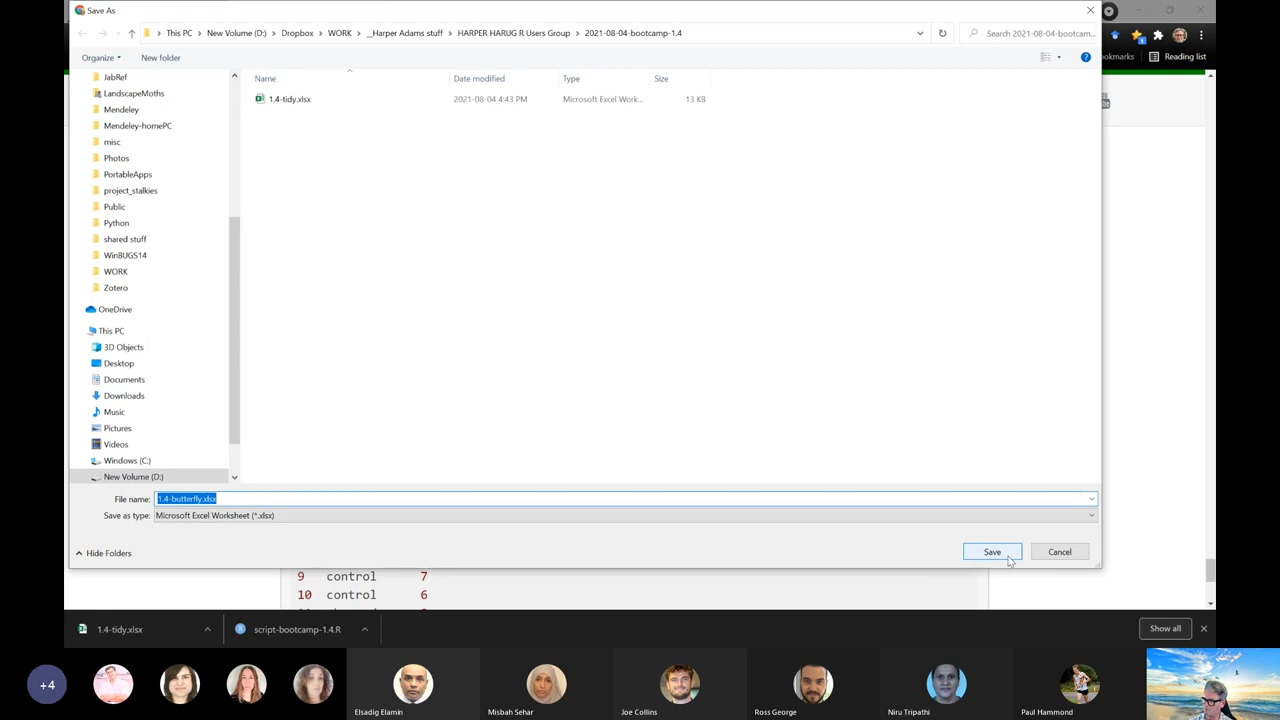 Save As
This PC > New Volume (D:) > Dropbox > WORK > __Harper Adams stuff > HARPER HARUG R Users Group > 2021-08-04-bootcamp-1.4
Search 2021-08-04-bootcam...
Organize
New folder
okmarks
Reading list
Name
Date modified
Type
Size
1.4-tidy.xlsx
2021-08-04 4:43 PM
Microsoft Excel Work...
13 KB
JabRef
LandscapeMoths
Mendeley
Mendeley-homePC
misc
Photos
PortableApps
project_stalkies
Public
Python
shared stuff
WinBUGS14
WORK
Zotero
OneDrive
This PC
3D Objects
Desktop
Documents
Downloads
Music
Pictures
Videos
Windows (C:)
New Volume (D:)
File name: 1.4-butterfly.xlsx
Save as type: Microsoft Excel Worksheet (*.xlsx)
Hide Folders
Save
Cancel
9 control 7
10 control 6
1.4-tidy.xlsx
script-bootcamp-1.4.R
Show all
+4
Elsadig Elamin
Misbah Sehar
Joe Collins
Ross George
Niru Tripathi
Paul Hammond